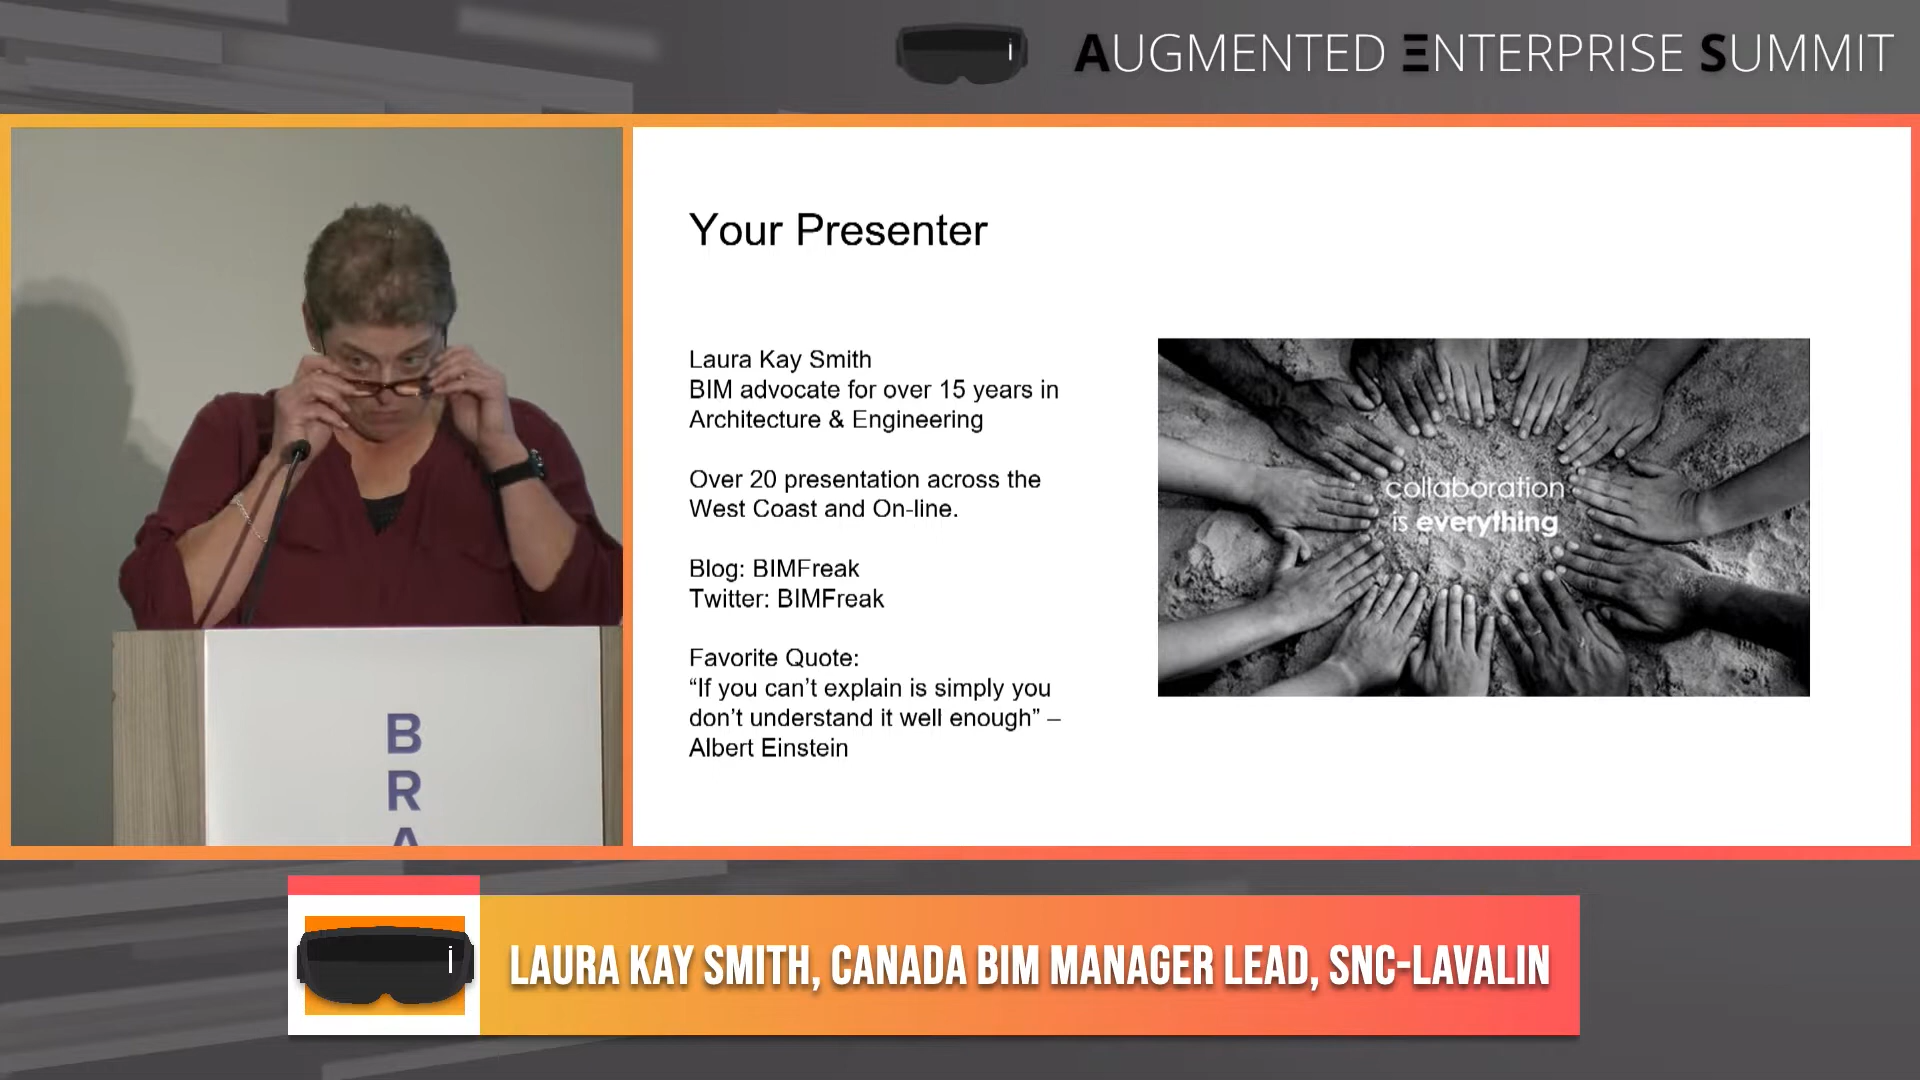 AUGMENTED ENTERPRISE SUMMIT
Your Presenter
Laura Kay Smith
BIM advocate for over 15 years in
Architecture & Engineering
Over 20 presentation across the
West Coast and On-line.
Blog: BIMFreak
Twitter: BIMFreak
Favorite Quote:
“If you can’t explain is simply you
don’t understand it well enough” –
Albert Einstein
collaboration
is everything
B
R
A
LAURA KAY SMITH, CANADA BIM MANAGER LEAD, SNC-LAVALIN